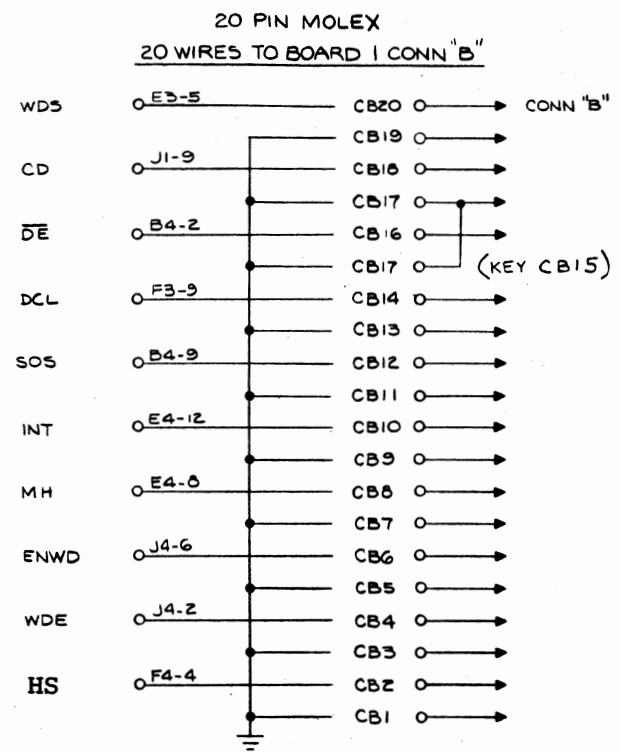 20 PIN MOLEX
20 WIRES TO BOARD 1 CONN "B"
WDS E3-5 CB20 CONN "B"
CB19
CD J1-9 CB18
CB17
D̅E̅ B4-2 CB16
CB17 (KEY CB15)
DCL F3-9 CB14
CB13
SOS B4-9 CB12
CB11
INT E4-12 CB10
CB9
MH E4-8 CB8
CB7
ENWD J4-6 CB6
CB5
WDE J4-2 CB4
CB3
HS F4-4 CB2
CB1